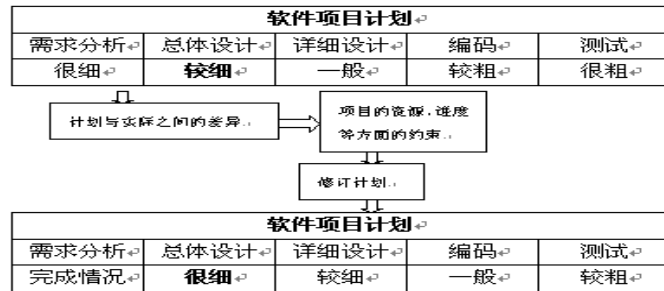 软件项目计划
需求分析 总体设计 详细设计 编码 测试
很细 较细 一般 较粗 很粗
计划与实际之间的差异.
项目的资源，进度
等方面的约束.
修订计划.
软件项目计划
需求分析 总体设计 详细设计 编码 测试
完成情况 很细 较细 一般 较粗